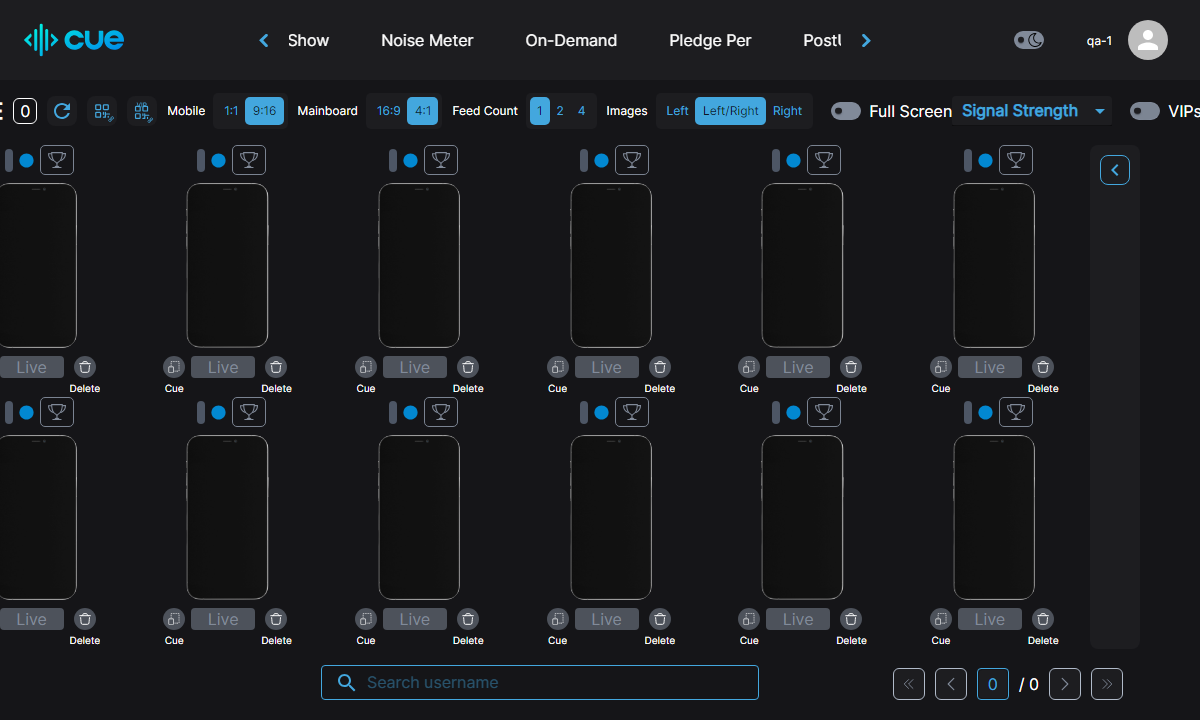 cue
Show Noise Meter On-Demand Pledge Per qa-1
0 Mobile 1:1 9:16 Mainboard 16:9 4:1 Feed Count 1 2 4 Images Left Left/Right Right Full Screen Signal Strength VIPs
Live Live Live Live Live Live
Delete Cue Delete Cue Delete Cue Delete Cue Delete Cue Delete
Live Live Live Live Live Live
Delete Cue Delete Cue Delete Cue Delete Cue Delete Cue Delete
Search username 0 / 0